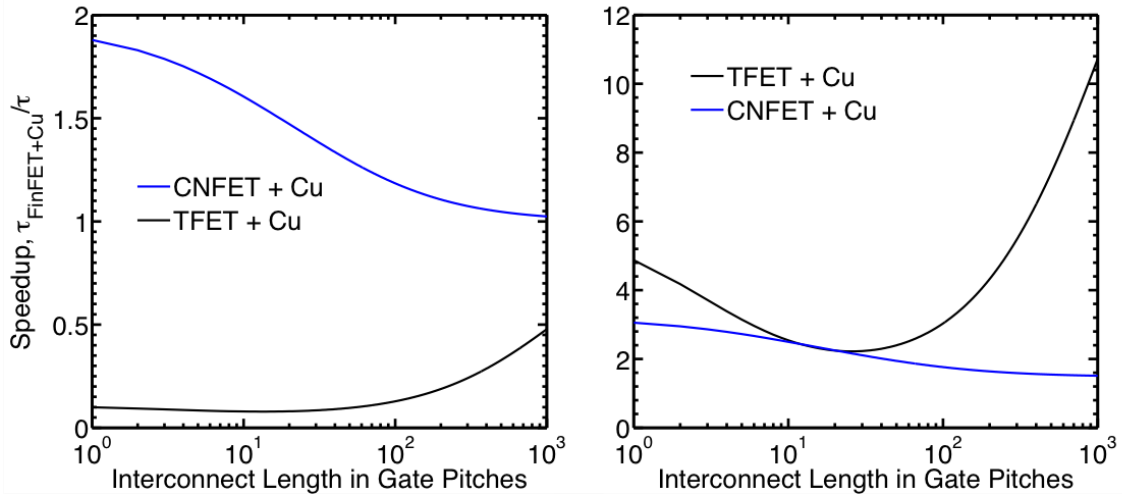 2
1.5
1
0.5
0
Speedup, τFinFET+Cu/τ
CNFET + Cu
TFET + Cu
10^0
10^1
10^2
10^3
Interconnect Length in Gate Pitches
12
10
8
6
4
2
0
TFET + Cu
CNFET + Cu
10^0
10^1
10^2
10^3
Interconnect Length in Gate Pitches